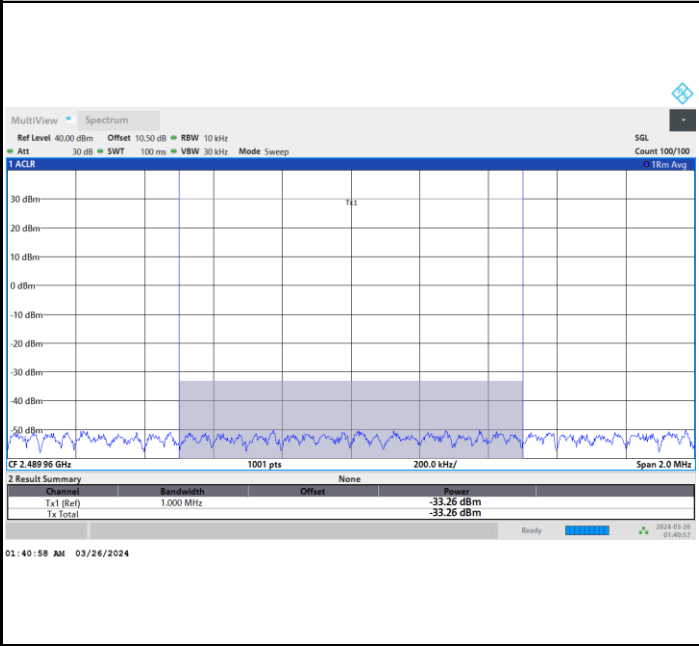 MultiView Spectrum
Ref Level 40.00 dBm Offset 10.50 dB RBW 10 kHz SGL
Att 30 dB SWT 100 ms VBW 30 kHz Mode Sweep Count 100/100
1 ACLR 1Rm Avg
Tx1
30 dBm
20 dBm
10 dBm
0 dBm
-10 dBm
-20 dBm
-30 dBm
-40 dBm
-50 dBm
CF 2.489 96 GHz 1001 pts 200.0 kHz/ Span 2.0 MHz
2 Result Summary None
Channel Bandwidth Offset Power
Tx1 (Ref) 1.000 MHz -33.26 dBm
Tx Total -33.26 dBm
Ready 2024-03-26
01:40:57
01:40:58 AM 03/26/2024